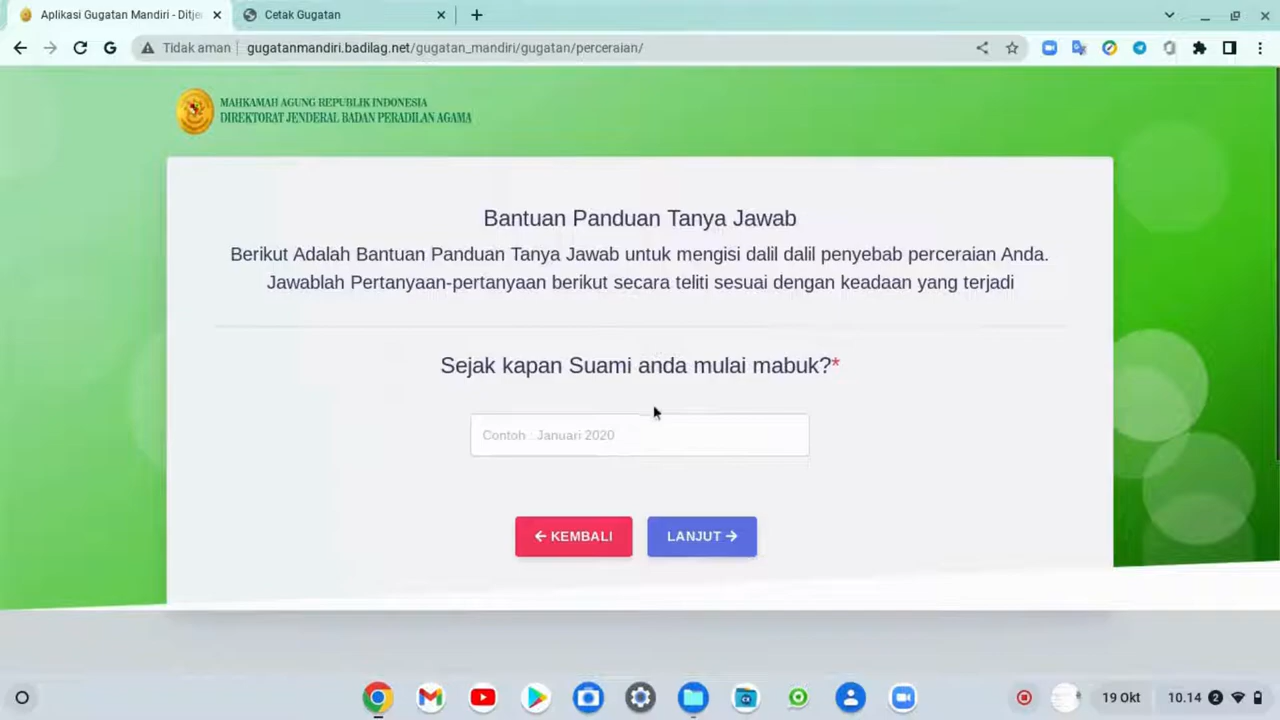 Aplikasi Gugatan Mandiri - Ditje
Cetak Gugatan
Tidak aman
gugatanmandiri.badilag.net/gugatan_mandiri/gugatan/perceraian/
MAHKAMAH AGUNG REPUBLIK INDONESIA
DIREKTORAT JENDERAL BADAN PERADILAN AGAMA
Bantuan Panduan Tanya Jawab
Berikut Adalah Bantuan Panduan Tanya Jawab untuk mengisi dalil dalil penyebab perceraian Anda.
Jawablah Pertanyaan-pertanyaan berikut secara teliti sesuai dengan keadaan yang terjadi
Sejak kapan Suami anda mulai mabuk?*
Contoh : Januari 2020
← KEMBALI
LANJUT →
19 Okt
10.14
2